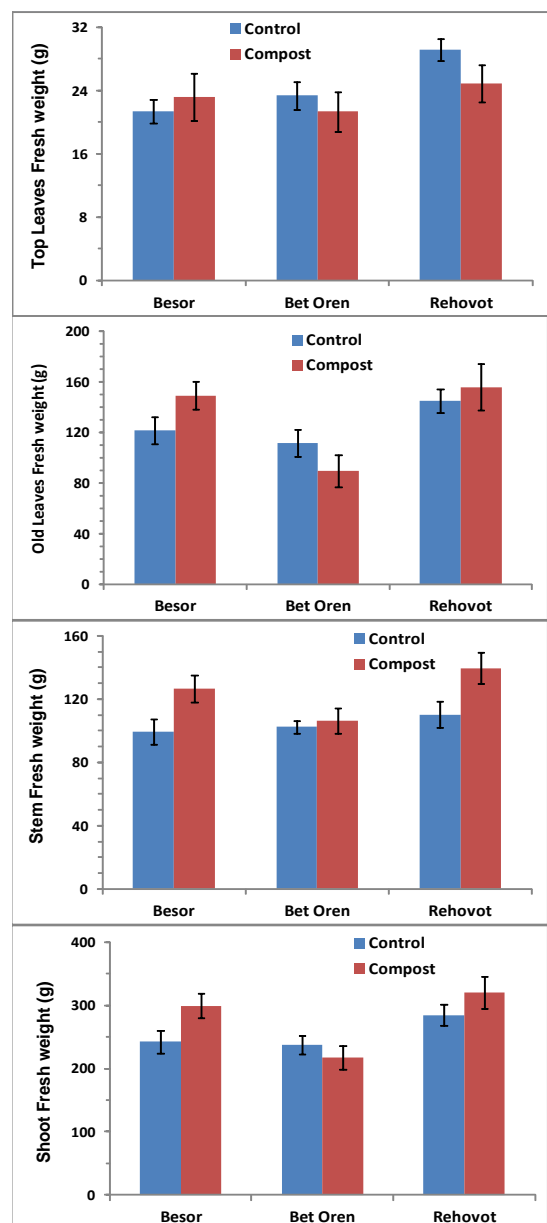 Top Leaves Fresh weight (g)
32
24
16
8
0
Control
Compost
Besor Bet Oren Rehovot
Old Leaves Fresh weight (g)
200
160
120
80
40
0
Control
Compost
Besor Bet Oren Rehovot
Stem Fresh weight (g)
160
120
80
40
0
Control
Compost
Besor Bet Oren Rehovot
Shoot Fresh weight (g)
400
300
200
100
0
Control
Compost
Besor Bet Oren Rehovot